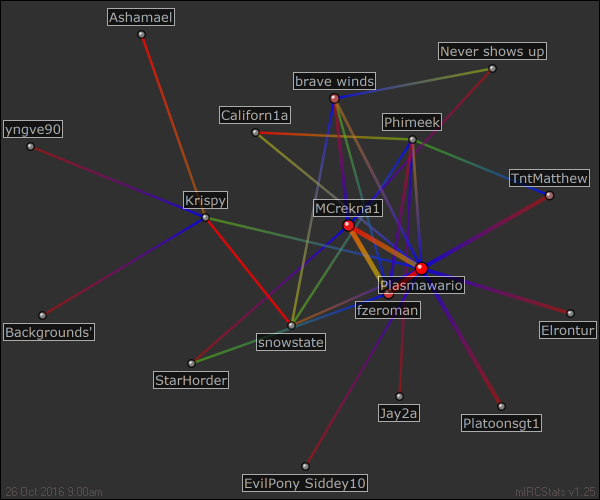 Ashamael
Never shows up
brave winds
Californ1a
Phimeek
yngve90
TntMatthew
Krispy
MCrekna1
Plasmawario
fzeroman
Backgrounds'
Elrontur
snowstate
StarHorder
Jay2a
Platoonsgt1
EvilPony Siddey10
26 Oct 2016 9:00am
mIRCStats v1.25